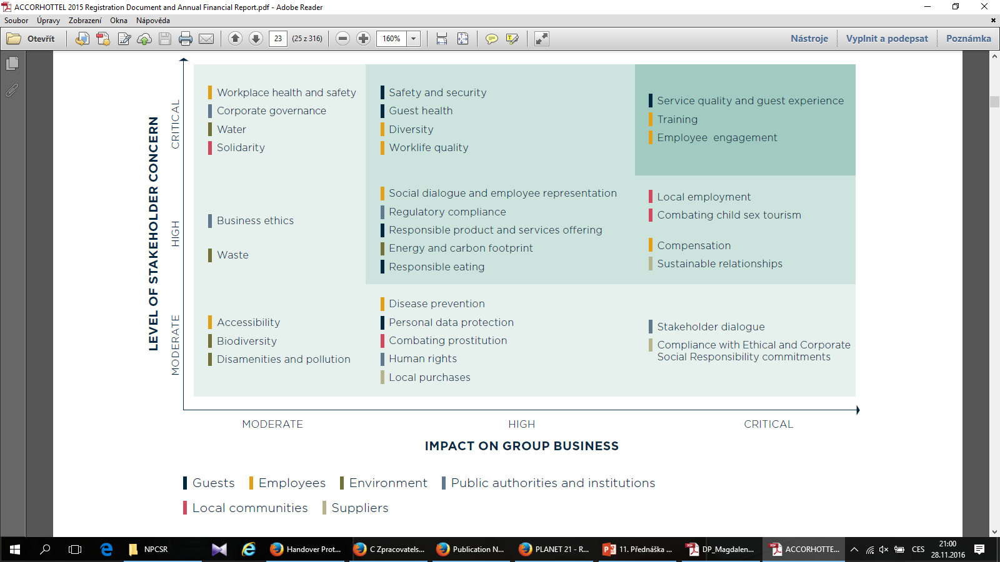 ACCORHOTTEL 2015 Registration Document and Annual Financial Report.pdf - Adobe Reader
Soubor Úpravy Zobrazení Okna Nápověda
Otevřít 23 (25 z 316) 160% Nástroje Vyplnit a podepsat Poznámka
LEVEL OF STAKEHOLDER CONCERN
CRITICAL
Workplace health and safety
Corporate governance
Water
Solidarity
Safety and security
Guest health
Diversity
Worklife quality
Service quality and guest experience
Training
Employee engagement
HIGH
Business ethics
Waste
Social dialogue and employee representation
Regulatory compliance
Responsible product and services offering
Energy and carbon footprint
Responsible eating
Local employment
Combating child sex tourism
Compensation
Sustainable relationships
MODERATE
Accessibility
Biodiversity
Disamenities and pollution
Disease prevention
Personal data protection
Combating prostitution
Human rights
Local purchases
Stakeholder dialogue
Compliance with Ethical and Corporate
Social Responsibility commitments
MODERATE HIGH CRITICAL
IMPACT ON GROUP BUSINESS
Guests Employees Environment Public authorities and institutions
Local communities Suppliers
NPCSR Handover Prot... C Zpracovatels... Publication N... PLANET 21 - R... 11. Přednáška ... DP_Magdalen... ACCORHOTTE... CES 21:00
28.11.2016